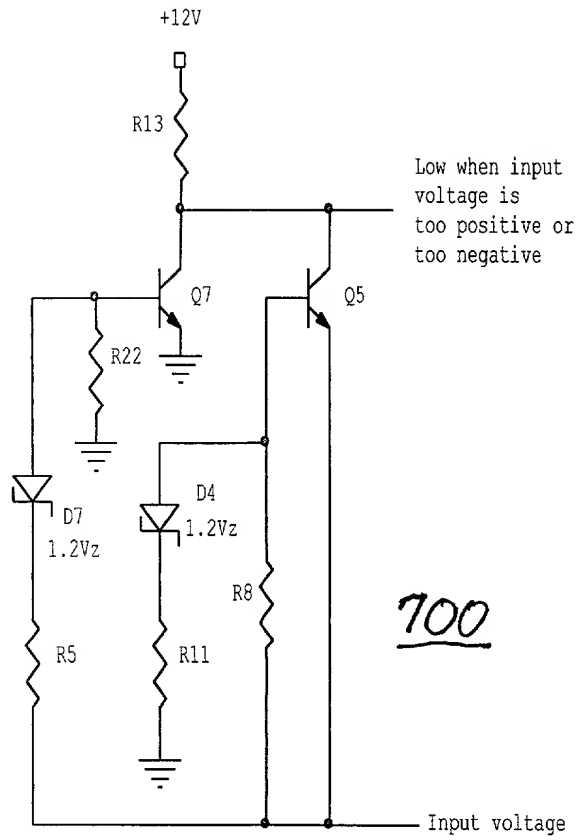 +12V
R13
Low when input
voltage is
too positive or
too negative
Q7
Q5
R22
D7
1.2Vz
D4
1.2Vz
R8
R5
R11
700
Input voltage